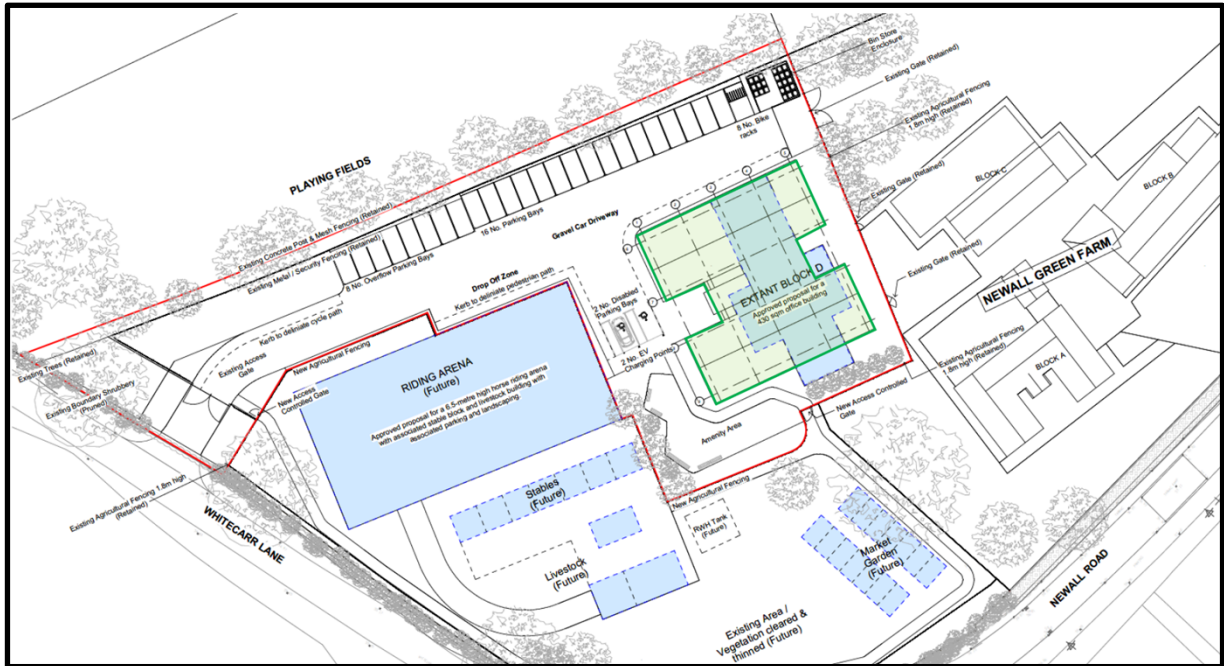 Bin Store
Enclosure
Existing Gate (Retained)
Existing Agricultural Fencing
1.8m high (Retained)
8 No. Bike
racks
PLAYING FIELDS
Existing Concrete Post & Mesh Fencing (Retained)
Existing Metal / Security Fencing (Retained)
16 No. Parking Bays
8 No. Overflow Parking Bays
Gravel Car Driveway
Existing Gate (Retained)
BLOCK C
BLOCK B
Drop Off Zone
Kerb to deliniate pedestrian path
Kerb to deliniate cycle path
2 No. Disabled
Parking Bays
P
P
EXTANT BLOCK D
Approved proposal for a
430 sqm office building
Existing Gate (Retained)
NEWALL GREEN FARM
Existing Agricultural Fencing
1.8m high (Retained)
BLOCK A
2 No. EV
Charging Points
Existing Access
Gate
New Agricultural Fencing
Existing Trees (Retained)
Existing Boundary Shrubbery
(Pruned)
New Access
Controlled Gate
RIDING ARENA
(Future)
Approved proposal for a 6.5-metre high horse riding arena
with associated stable block and livestock building with
associated parking and landscaping.
New Access Controlled
Gate
Amenity Area
New Agricultural Fencing
Existing Agricultural Fencing 1.8m high
(Retained)
WHITECARR LANE
Stables
(Future)
RWH Tank
(Future)
Livestock
(Future)
Market
Garden
(Future)
NEWALL ROAD
Existing Area /
Vegetation cleared &
thinned (Future)